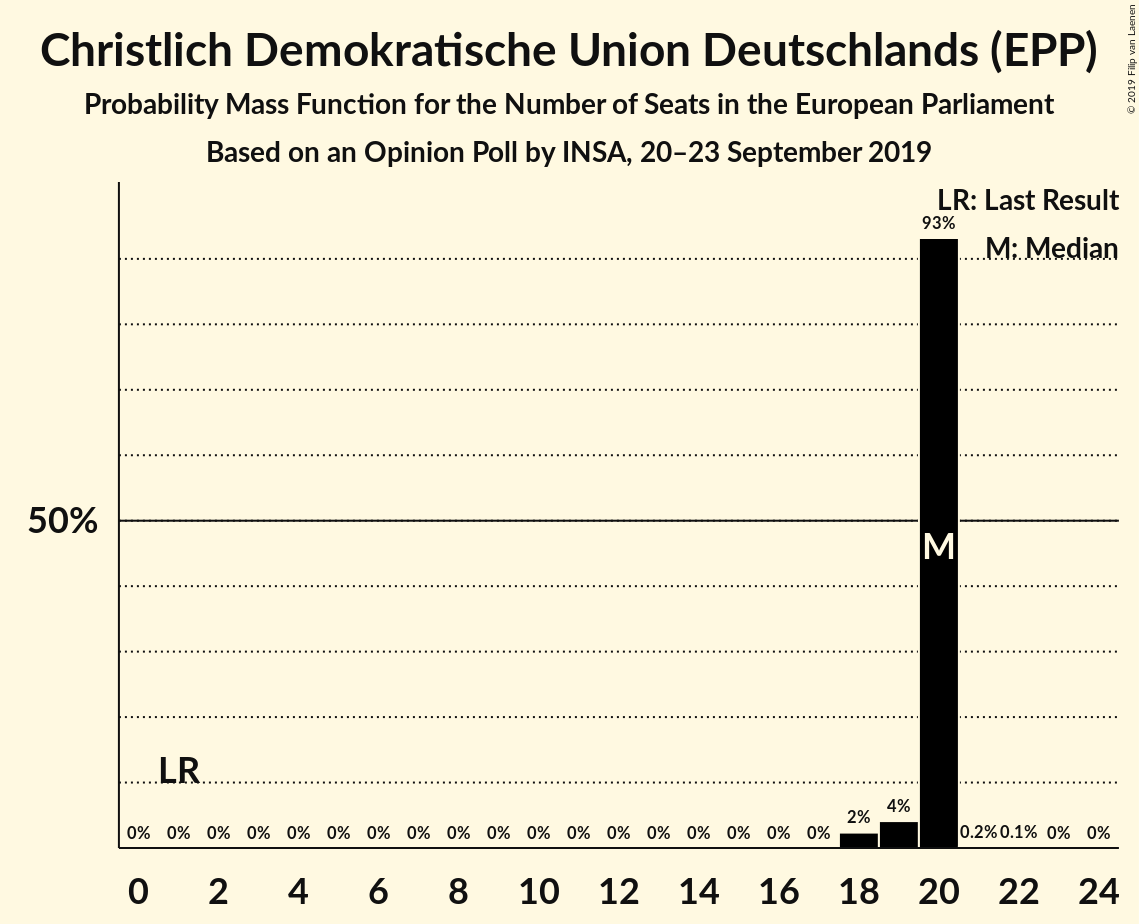 Christlich Demokratische Union Deutschlands (EPP)
Probability Mass Function for the Number of Seats in the European Parliament
Based on an Opinion Poll by INSA, 20–23 September 2019
© 2019 Filip van Laenen
LR: Last Result
M: Median
93%
50%
M
LR
0% 0% 0% 0% 0% 0% 0% 0% 0% 0% 0% 0% 0% 0% 0% 0% 0% 0% 2% 4% 0.2% 0.1% 0% 0%
0 2 4 6 8 10 12 14 16 18 20 22 24